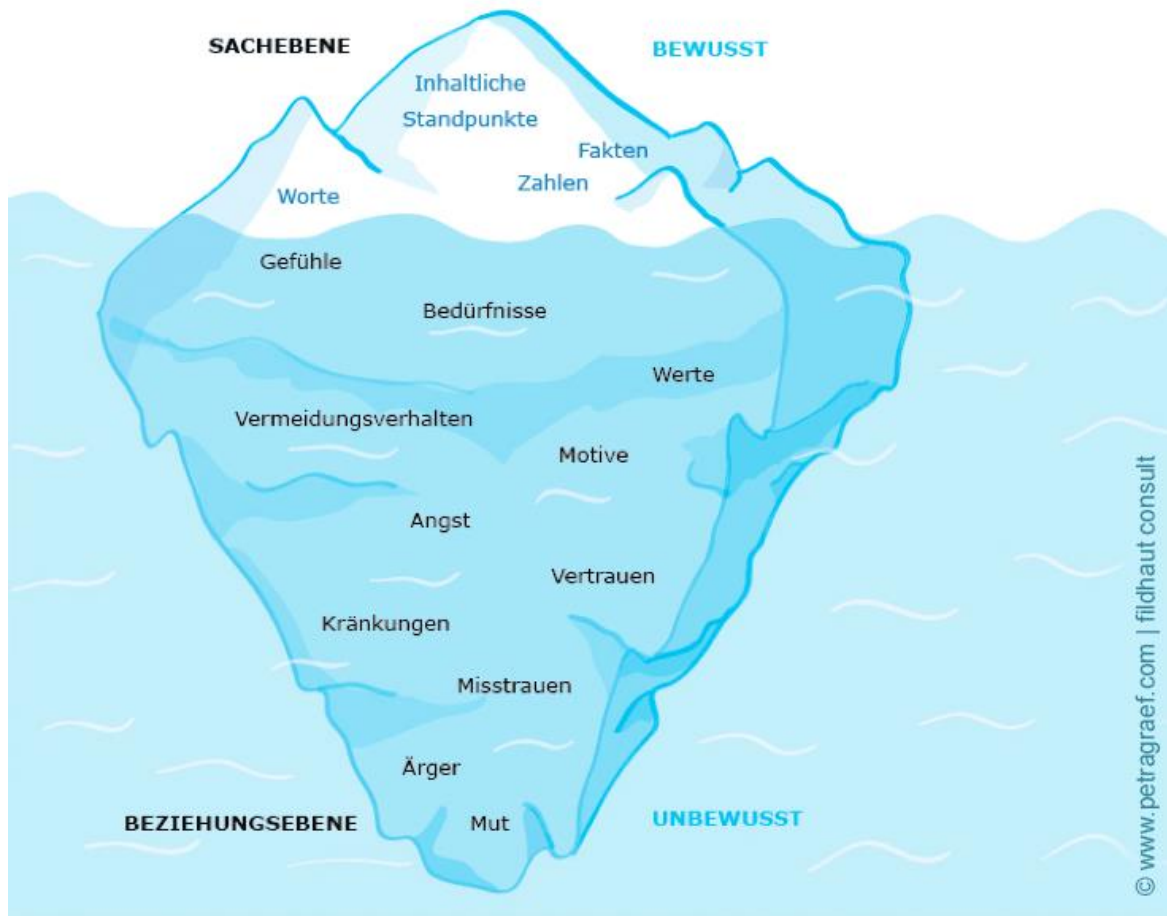 SACHEBENE
BEWUSST
Inhaltliche
Standpunkte
Fakten
Zahlen
Worte
Gefühle
Bedürfnisse
Werte
Vermeidungsverhalten
Motive
Angst
Vertrauen
Kränkungen
Misstrauen
Ärger
BEZIEHUNGSEBENE
Mut
UNBEWUSST
© www.petragraef.com | fildhaut consult